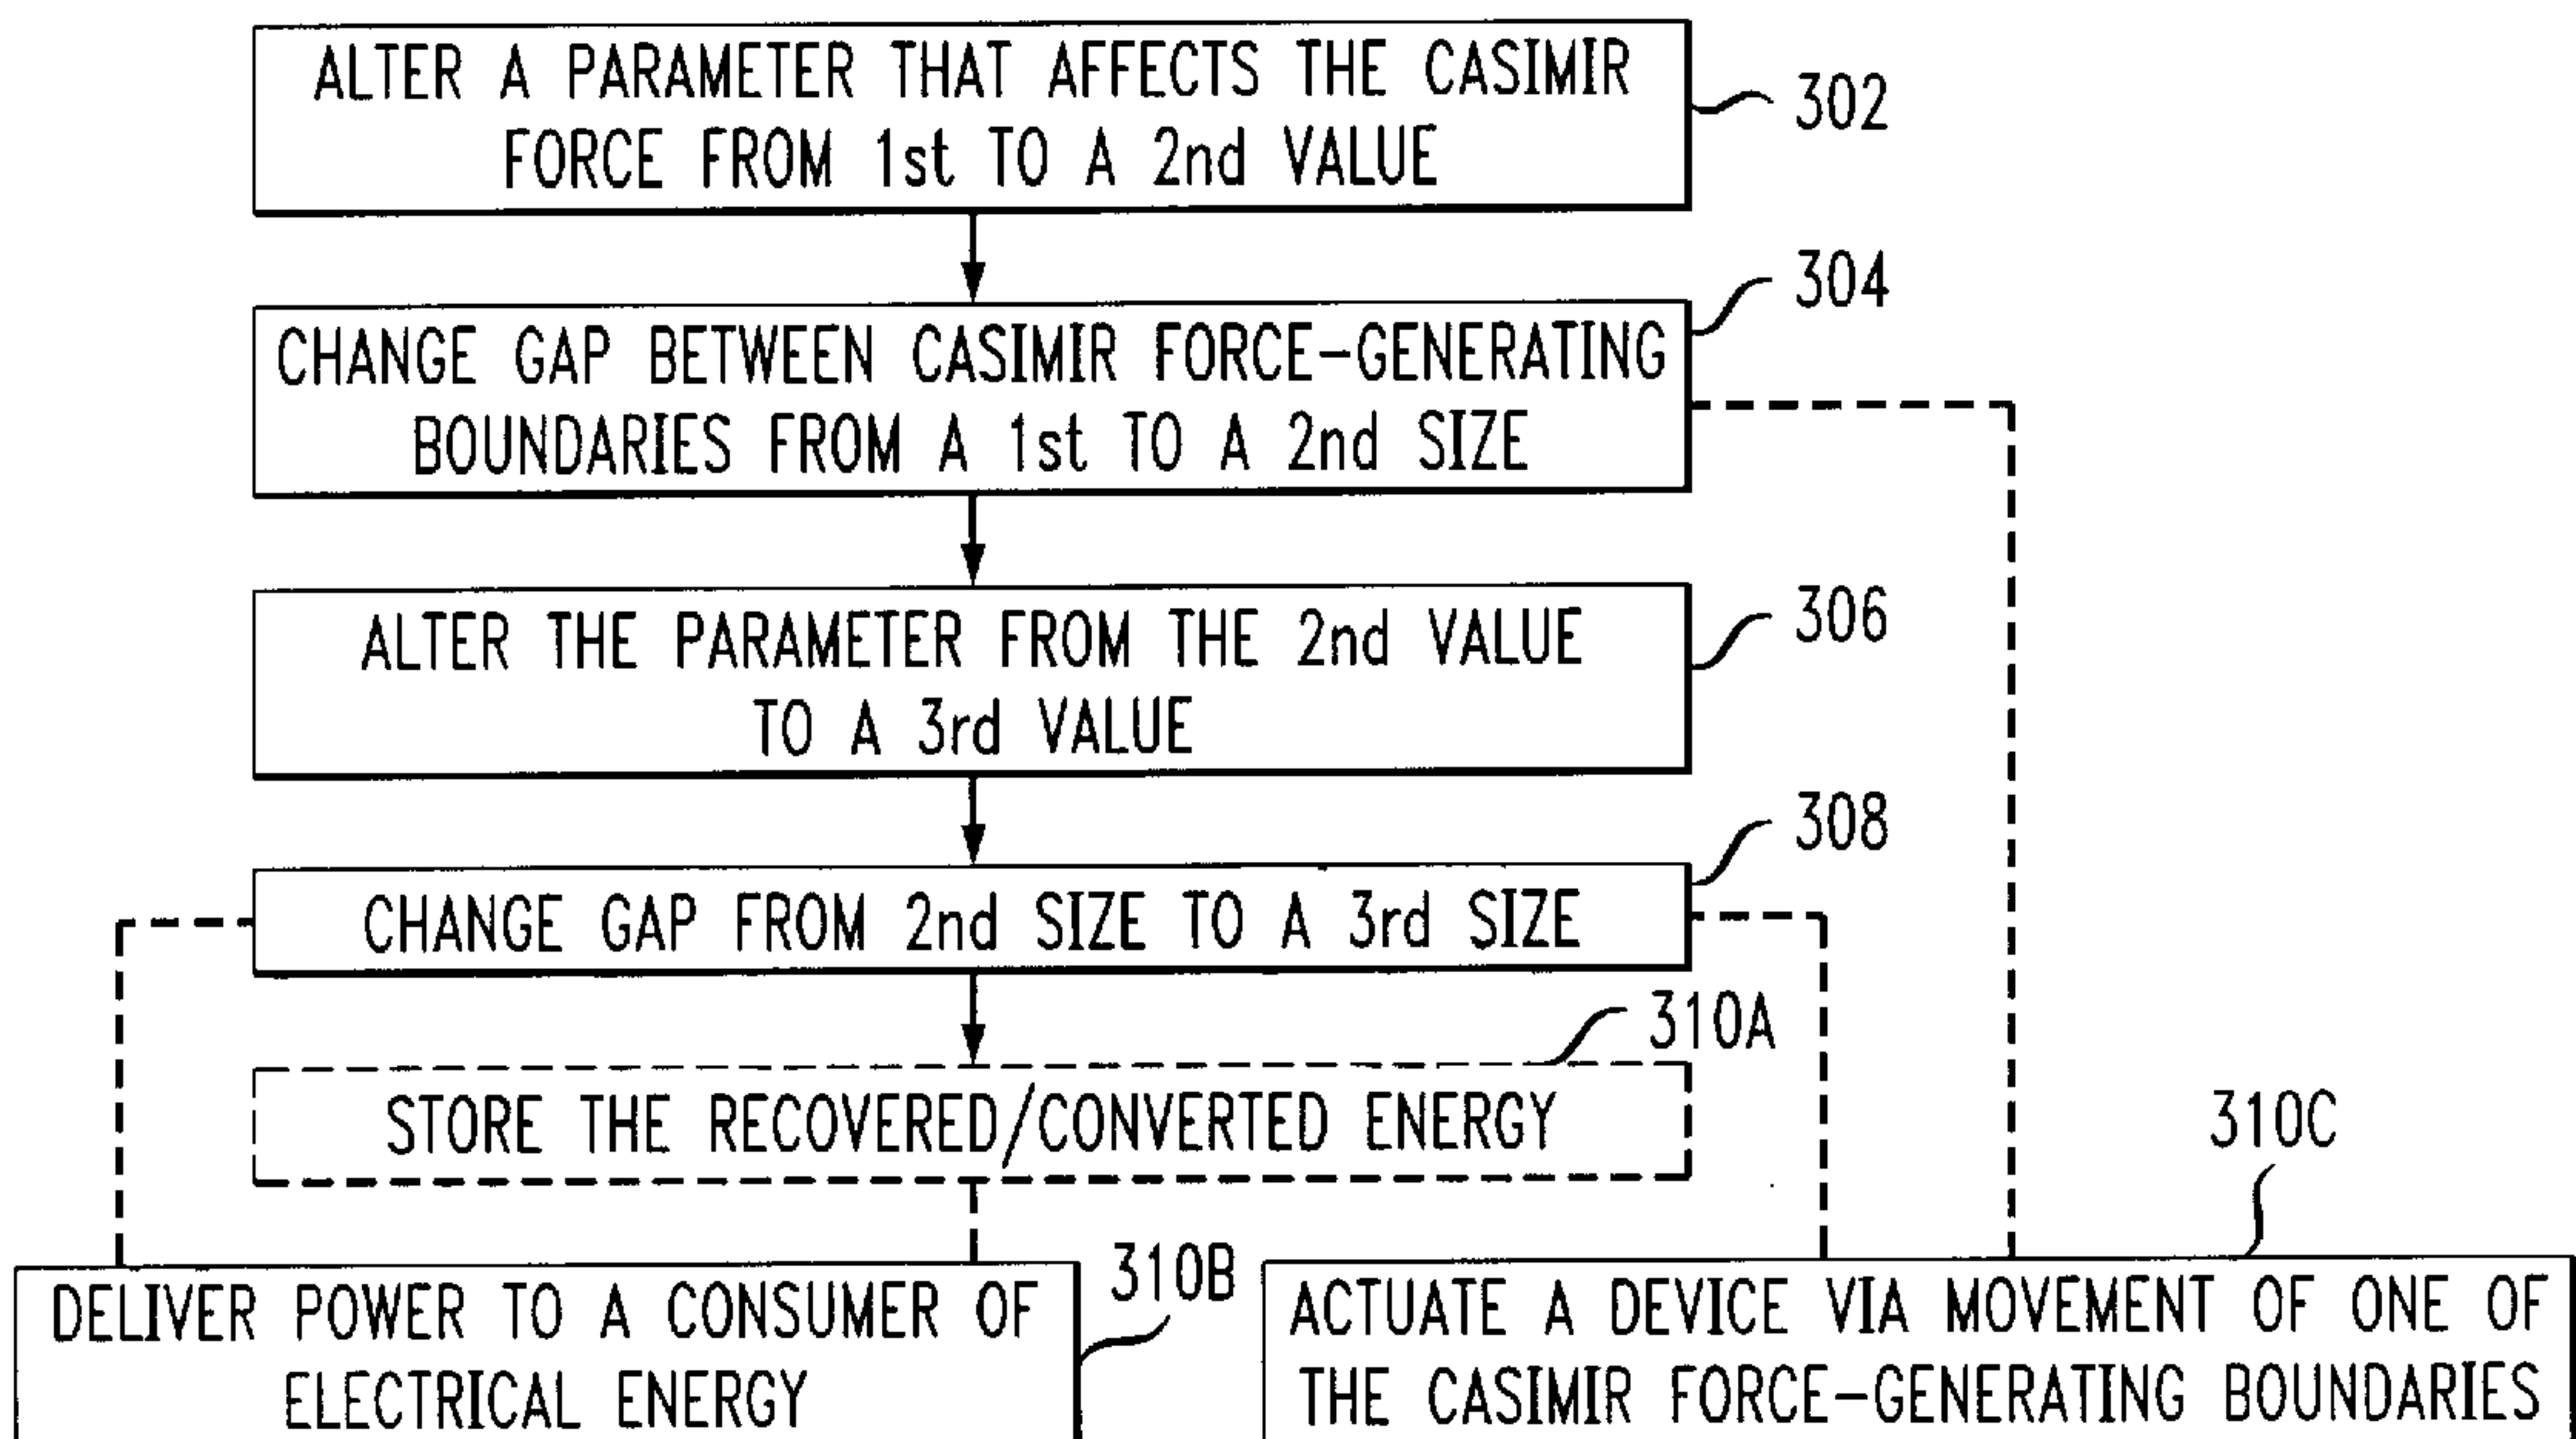 ALTER A PARAMETER THAT AFFECTS THE CASIMIR
FORCE FROM 1st TO A 2nd VALUE
302
CHANGE GAP BETWEEN CASIMIR FORCE-GENERATING
BOUNDARIES FROM A 1st TO A 2nd SIZE
304
ALTER THE PARAMETER FROM THE 2nd VALUE
TO A 3rd VALUE
306
CHANGE GAP FROM 2nd SIZE TO A 3rd SIZE
308
STORE THE RECOVERED/CONVERTED ENERGY
310A
DELIVER POWER TO A CONSUMER OF
ELECTRICAL ENERGY
310B
ACTUATE A DEVICE VIA MOVEMENT OF ONE OF
THE CASIMIR FORCE-GENERATING BOUNDARIES
310C